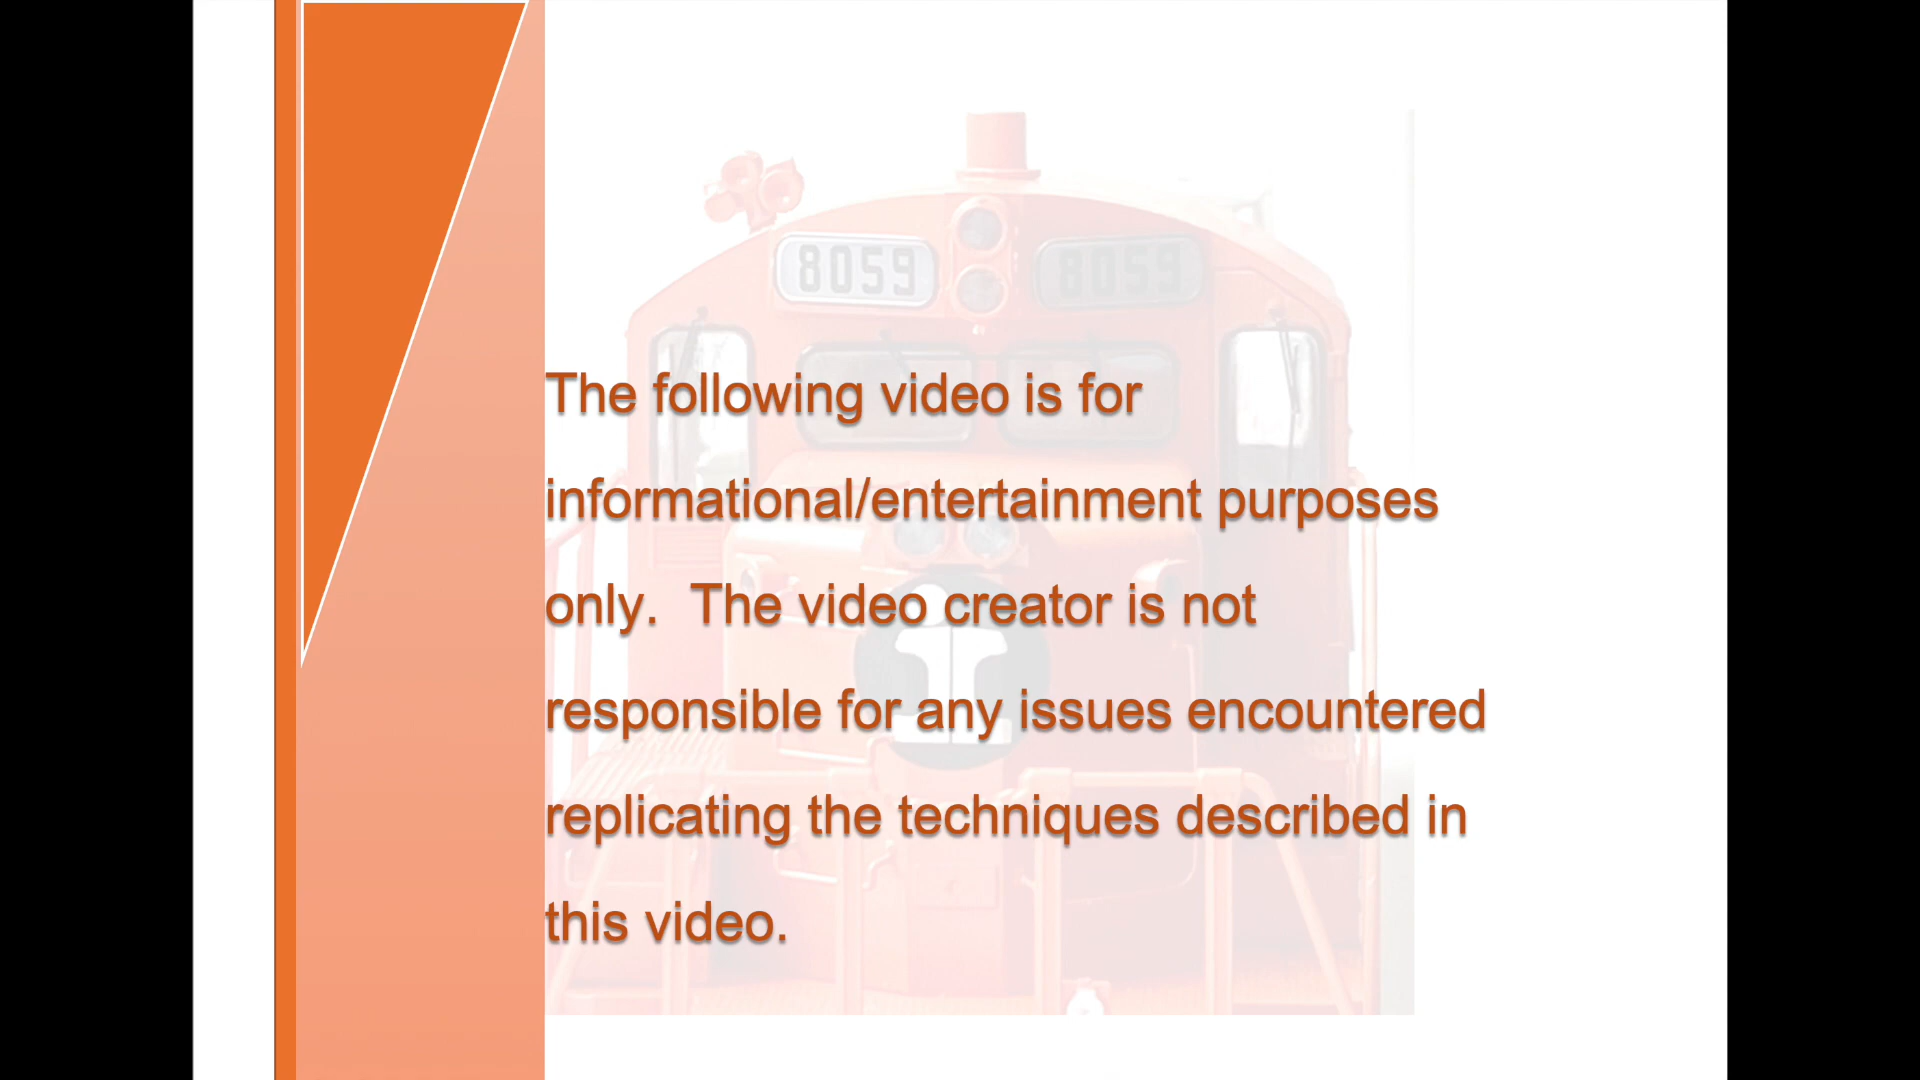 8059 8059
The following video is for
informational/entertainment purposes
only.  The video creator is not
responsible for any issues encountered
replicating the techniques described in
this video.